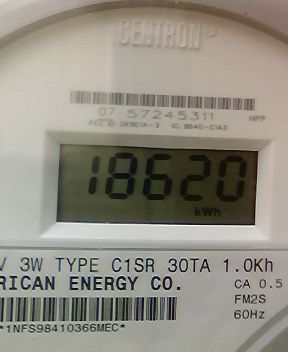 CENTRON®
07 57245311 HPP
18620
kWh
V 3W TYPE C1SR 30TA 1.0Kh
RICAN ENERGY CO. CA 0.5
FM2S
60Hz
*1NFS98410366MEC*